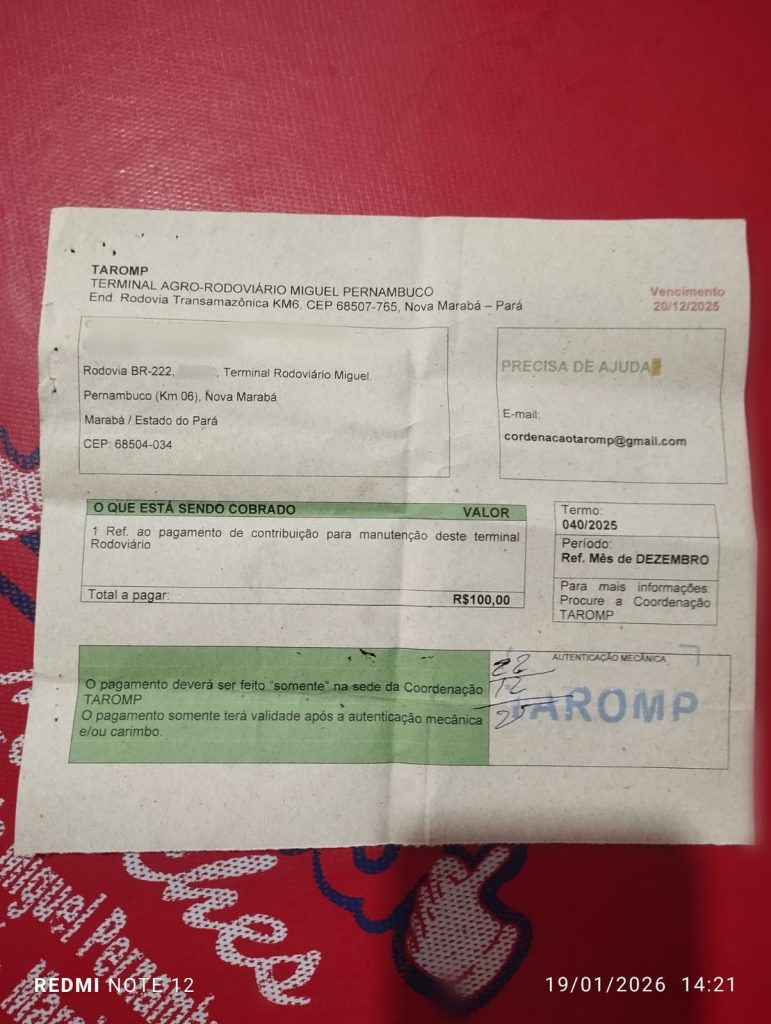 TAROMP
TERMINAL AGRO-RODOVIÁRIO MIGUEL PERNAMBUCO
End. Rodovia Transamazônica KM6, CEP 68507-765, Nova Marabá – Pará
Vencimento
20/12/2025
Rodovia BR-222, , Terminal Rodoviário Miguel
Pernambuco (Km 06), Nova Marabá
Marabá / Estado do Pará
CEP: 68504-034
PRECISA DE AJUDA?
E-mail:
cordenacaotaromp@gmail.com
O QUE ESTÁ SENDO COBRADO VALOR
1 Ref. ao pagamento de contribuição para manutenção deste terminal
Rodoviário
Total a pagar: R$100,00
Termo:
040/2025
Período:
Ref. Mês de DEZEMBRO
Para mais informações:
Procure a Coordenação
TAROMP
O pagamento deverá ser feito “somente” na sede da Coordenação
TAROMP
O pagamento somente terá validade após a autenticação mecânica
e/ou carimbo.
AUTENTICAÇÃO MECÂNICA
22
12
25
TAROMP
ches
Miguel Pernamb
Mar
REDMI NOTE 12
19/01/2026 14:21